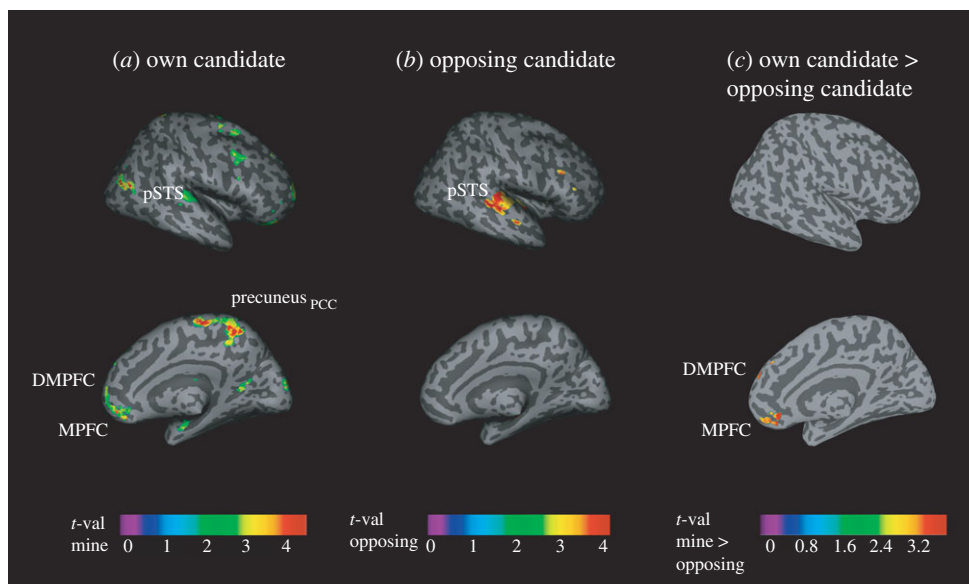 (a) own candidate
(b) opposing candidate
(c) own candidate >
opposing candidate
pSTS
pSTS
precuneus PCC
DMPFC
MPFC
DMPFC
MPFC
t-val
mine
0 1 2 3 4
t-val
opposing
0 1 2 3 4
t-val
mine >
opposing
0 0.8 1.6 2.4 3.2